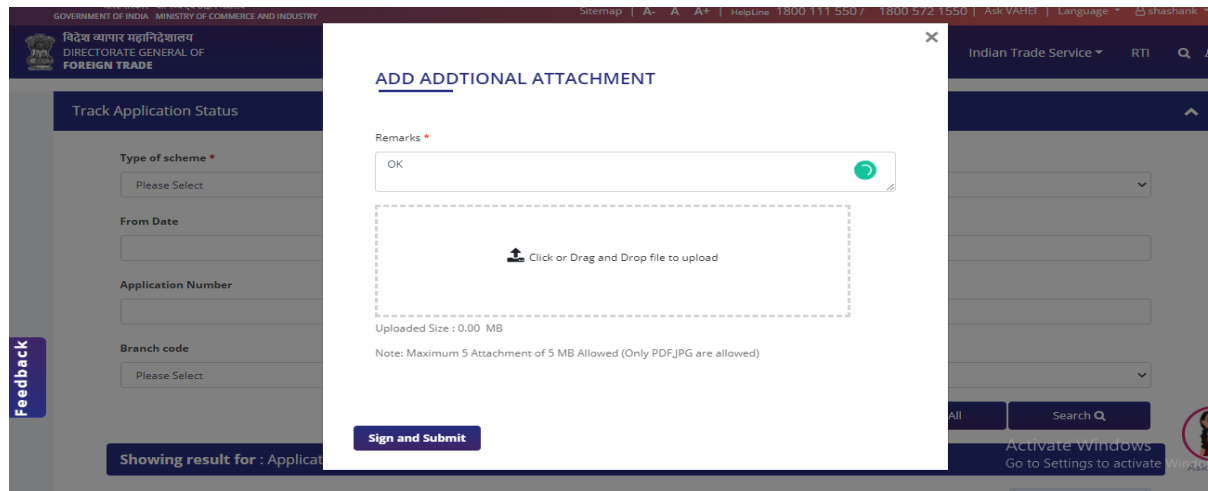 GOVERNMENT OF INDIA MINISTRY OF COMMERCE AND INDUSTRY
Sitemap | A- A A+ | HelpLine 1800 111 550 / 1800 572 1550 | Ask VAHEI | Language shashank
विदेश व्यापार महानिदेशालय
DIRECTORATE GENERAL OF
FOREIGN TRADE
Indian Trade Service RTI
×
ADD ADDTIONAL ATTACHMENT
Track Application Status
Remarks *
OK
Type of scheme *
Please Select
From Date
Click or Drag and Drop file to upload
Application Number
Uploaded Size : 0.00 MB
Note: Maximum 5 Attachment of 5 MB Allowed (Only PDF,JPG are allowed)
Branch code
Please Select
Feedback
All
Search
Sign and Submit
Showing result for : Applicat
Activate Windows
Go to Settings to activate Windo